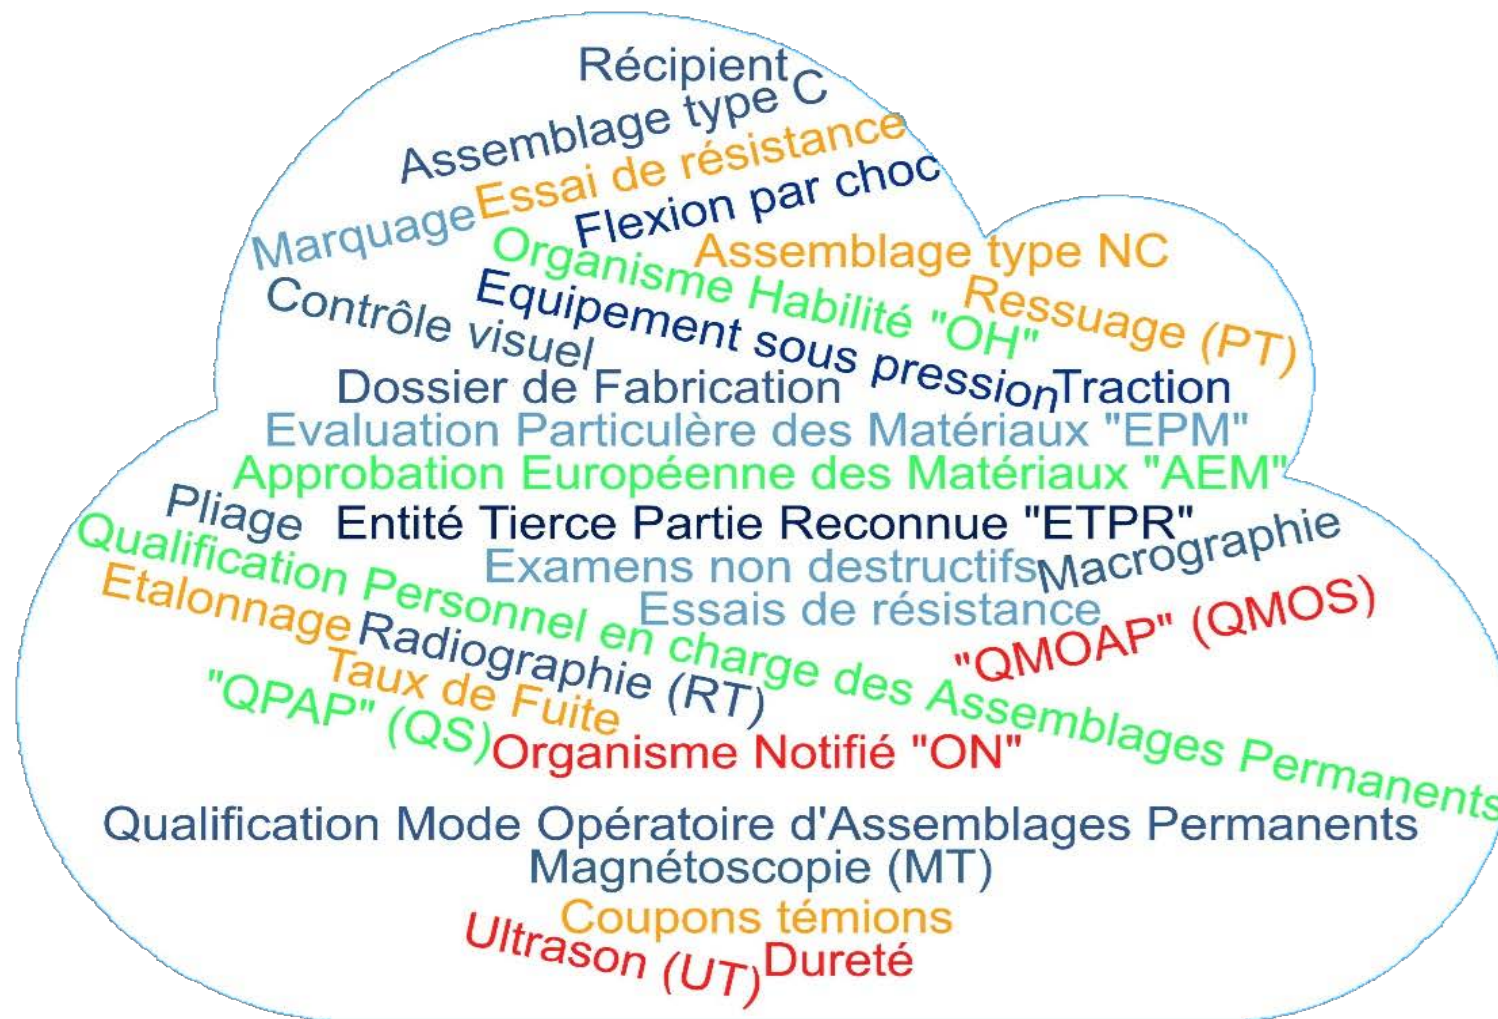 Récipient
Assemblage type C
Essai de résistance
Flexion par choc
Marquage
Assemblage type NC
Organisme Habilité "OH"
Ressuage (PT)
Equipement sous pression
Contrôle visuel
Dossier de Fabrication
Traction
Evaluation Particulère des Matériaux "EPM"
Approbation Européenne des Matériaux "AEM"
Pliage
Entité Tierce Partie Reconnue "ETPR"
Macrographie
Qualification Personnel en charge des Assemblages Permanents
Examens non destructifs
Etalonnage
Essais de résistance
"QMOAP" (QMOS)
Radiographie (RT)
Taux de Fuite
"QPAP" (QS)
Organisme Notifié "ON"
Qualification Mode Opératoire d'Assemblages Permanents
Magnétoscopie (MT)
Coupons témions
Ultrason (UT)
Dureté